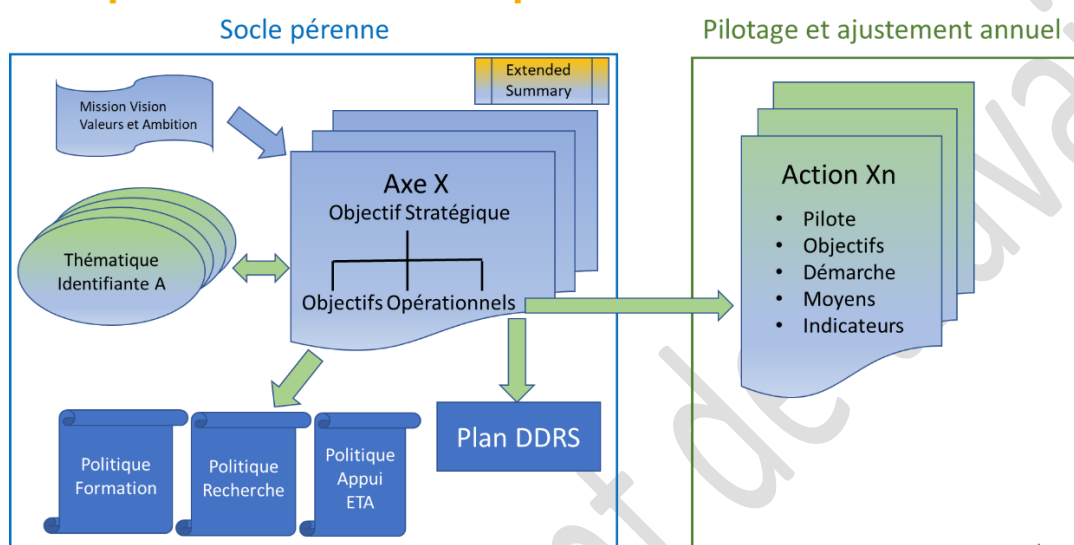 Socle pérenne
Pilotage et ajustement annuel
Extended
Summary
Mission Vision
Valeurs et Ambition
Axe X
Objectif Stratégique
Objectifs Opérationnels
Thématique
Identifiante A
Politique
Formation
Politique
Recherche
Politique
Appui
ETA
Plan DDRS
Action Xn
• Pilote
• Objectifs
• Démarche
• Moyens
• Indicateurs